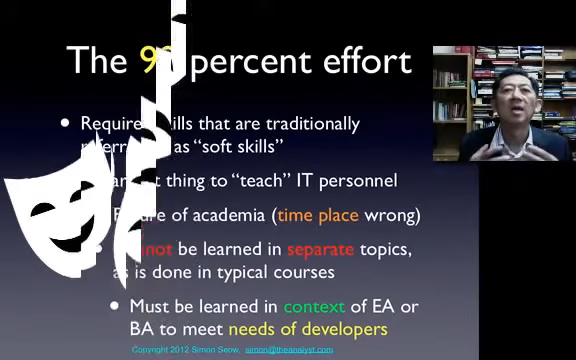 The 9 percent effort
Require skills that are traditionally
as "soft skills"
thing to "teach" IT personnel
of academia (time place wrong)
not be learned in separate topics,
as is done in typical courses
Must be learned in context of EA or
BA to meet needs of developers
Copyright 2012 Simon Seow, simon@theanalyst.com